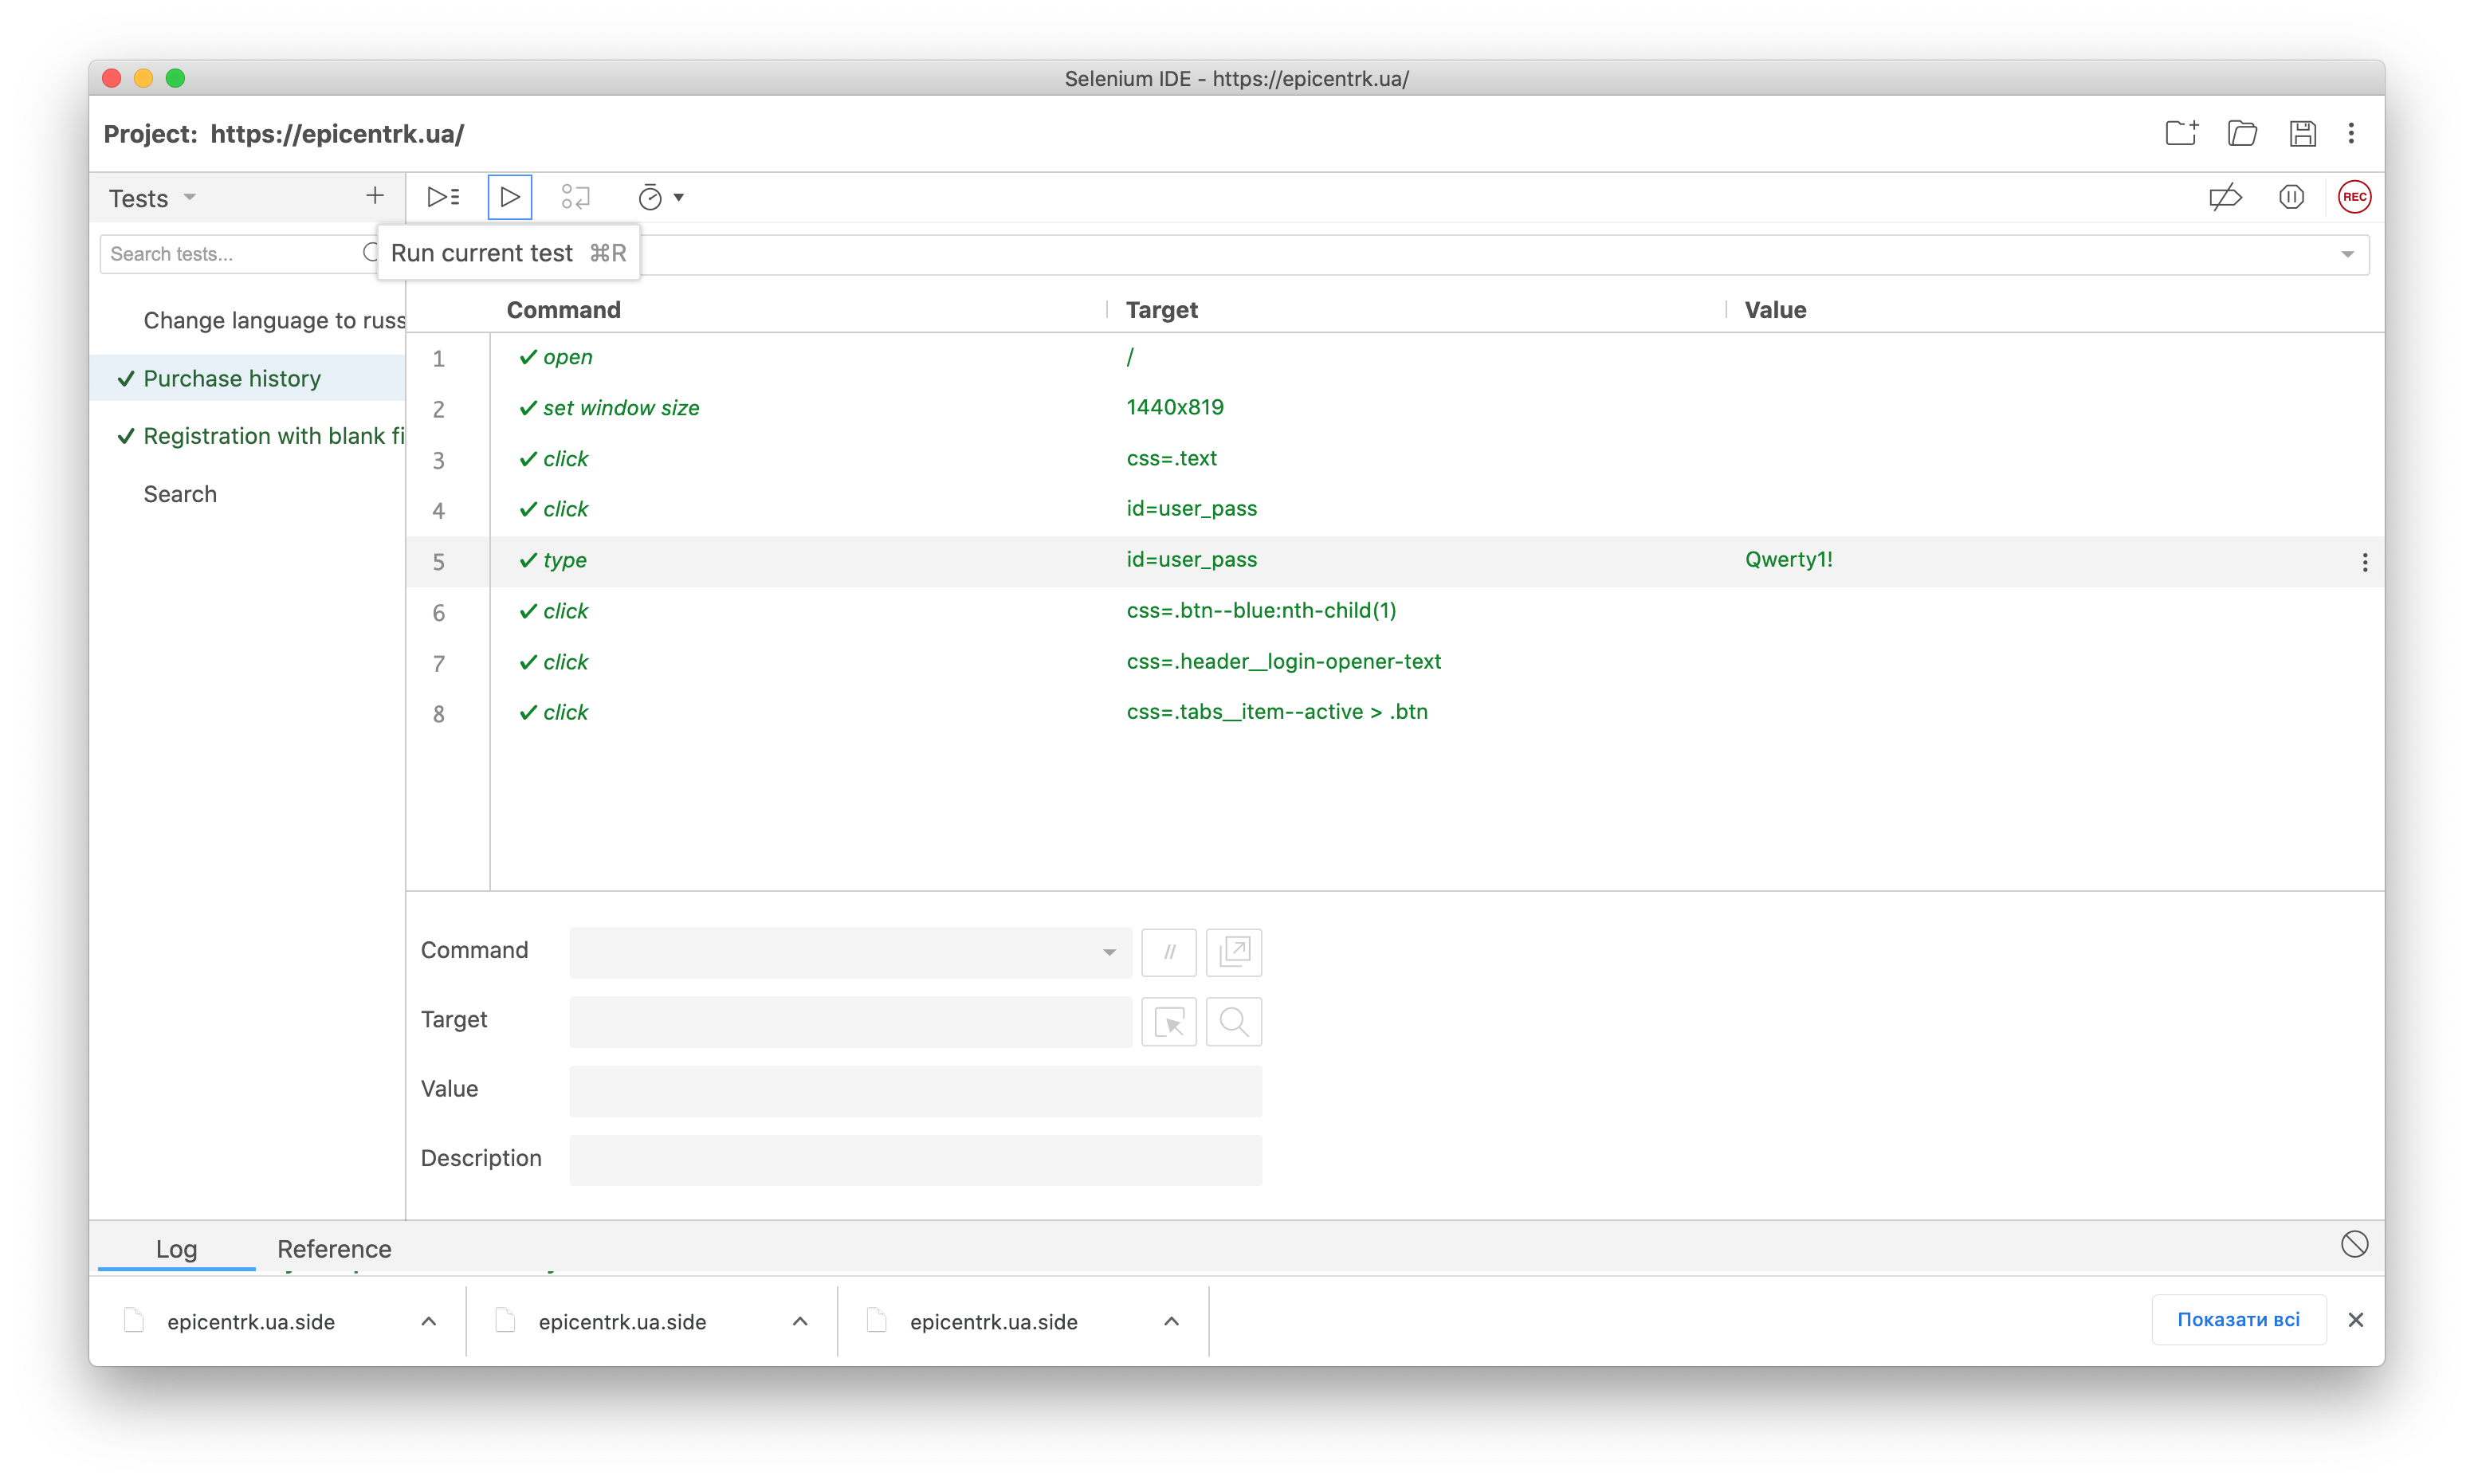 Selenium IDE - https://epicentrk.ua/
Project: https://epicentrk.ua/
Tests
REC
Search tests...
Run current test ⌘R
Command Target Value
Change language to russ
Purchase history
Registration with blank fi
Search
1 open /
2 set window size 1440x819
3 click css=.text
4 click id=user_pass
5 type id=user_pass Qwerty1!
6 click css=.btn--blue:nth-child(1)
7 click css=.header__login-opener-text
8 click css=.tabs__item--active > .btn
Command //
Target
Value
Description
Log Reference
epicentrk.ua.side epicentrk.ua.side epicentrk.ua.side Показати всі